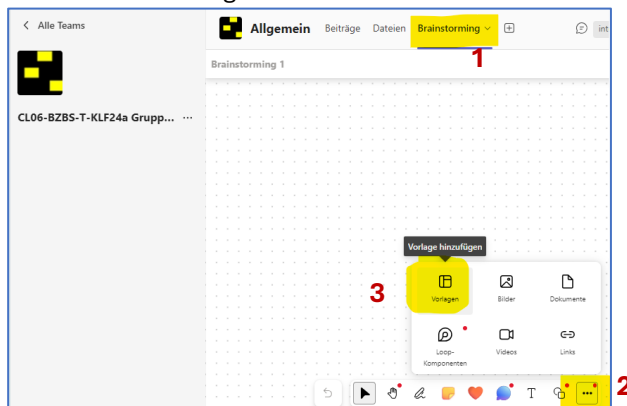 Alle Teams
Allgemein Beiträge Dateien Brainstorming
1
Brainstorming 1
CL06-BZBS-T-KLF24a Grupp... ...
Vorlage hinzufügen
3
Vorlagen Bilder Dokumente
Loop-Komponenten Videos Links
T
2